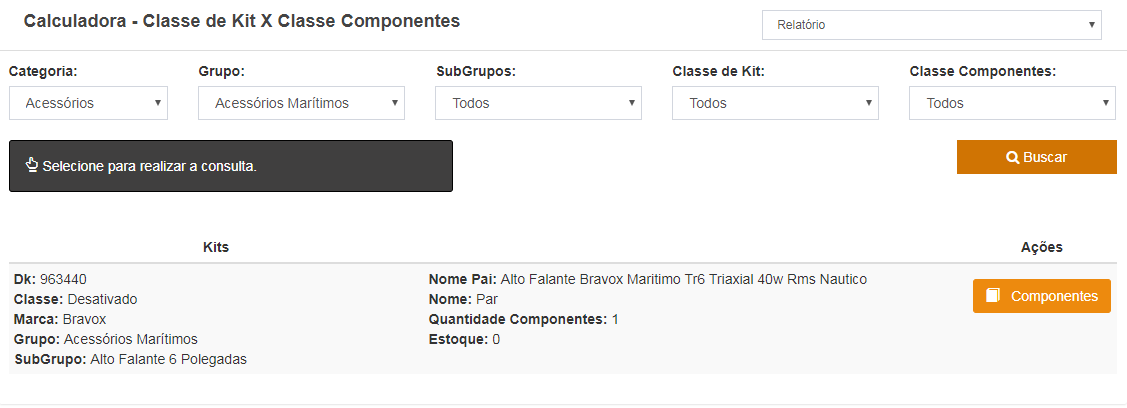 Calculadora - Classe de Kit X Classe Componentes
Relatório
Categoria: Grupo: SubGrupos: Classe de Kit: Classe Componentes:
Acessórios Acessórios Marítimos Todos Todos Todos
Selecione para realizar a consulta. Buscar
Kits Ações
Dk: 963440 Nome Pai: Alto Falante Bravox Maritimo Tr6 Triaxial 40w Rms Nautico
Componentes
Classe: Desativado Nome: Par
Marca: Bravox Quantidade Componentes: 1
Grupo: Acessórios Marítimos Estoque: 0
SubGrupo: Alto Falante 6 Polegadas